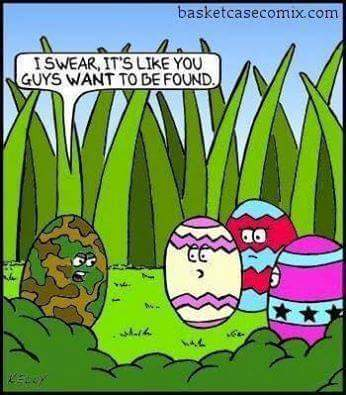 basketcasecomix.com
I SWEAR, IT'S LIKE YOU
GUYS WANT TO BE FOUND.
KELLY